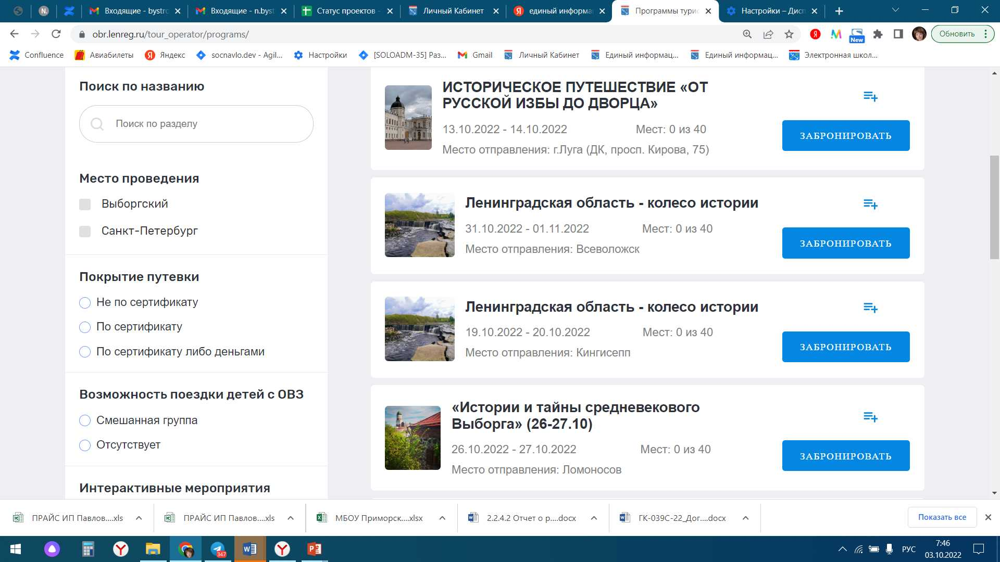 Входящие - bystro
Входящие - n.byst
Статус проектов -
Личный Кабинет
единый информа
Программы тури
Настройки – Дисп
obr.lenreg.ru/tour_operator/programs/
New
Обновить
Confluence
Авиабилеты
Яндекс
socnavlo.dev - Agil...
Настройки
[SOLOADM-35] Раз...
Gmail
Личный Кабинет
Единый информац...
Единый информац...
Электронная школ...
Поиск по названию
Поиск по разделу
Место проведения
Выборгский
Санкт-Петербург
Покрытие путевки
Не по сертификату
По сертификату
По сертификату либо деньгами
Возможность поездки детей с ОВЗ
Смешанная группа
Отсутствует
Интерактивные мероприятия
ИСТОРИЧЕСКОЕ ПУТЕШЕСТВИЕ «ОТ
РУССКОЙ ИЗБЫ ДО ДВОРЦА»
13.10.2022 - 14.10.2022
Мест: 0 из 40
Место отправления: г.Луга (ДК, просп. Кирова, 75)
ЗАБРОНИРОВАТЬ
Ленинградская область - колесо истории
31.10.2022 - 01.11.2022
Мест: 0 из 40
Место отправления: Всеволожск
ЗАБРОНИРОВАТЬ
Ленинградская область - колесо истории
19.10.2022 - 20.10.2022
Мест: 0 из 40
Место отправления: Кингисепп
ЗАБРОНИРОВАТЬ
«Истории и тайны средневекового
Выборга» (26-27.10)
26.10.2022 - 27.10.2022
Мест: 0 из 40
Место отправления: Ломоносов
ЗАБРОНИРОВАТЬ
ПРАЙС ИП Павлов....xls
ПРАЙС ИП Павлов....xls
МБОУ Приморск....xlsx
2.2.4.2 Отчет о р....docx
ГК-039С-22_Дог....docx
Показать все
347
РУС
7:46
03.10.2022